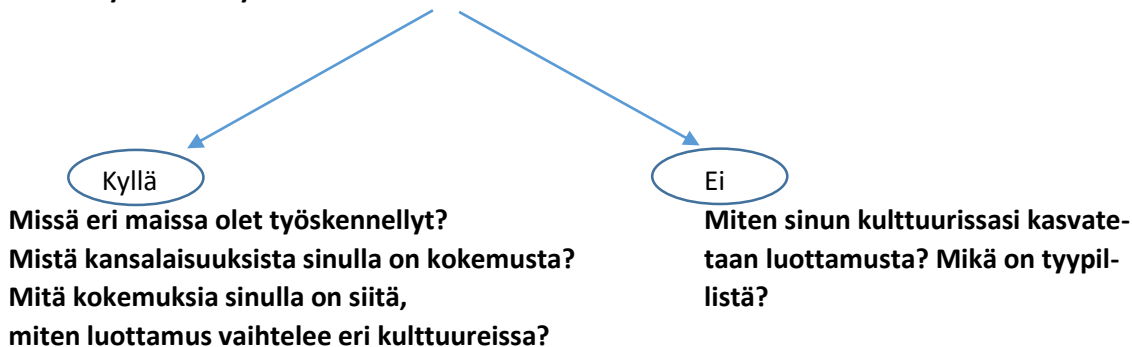 Kyllä
Ei
Missä eri maissa olet työskennellyt?
Mistä kansalaisuuksista sinulla on kokemusta?
Mitä kokemuksia sinulla on siitä,
miten luottamus vaihtelee eri kulttuureissa?
Miten sinun kulttuurissasi kasvate-
taan luottamusta? Mikä on tyypil-
listä?